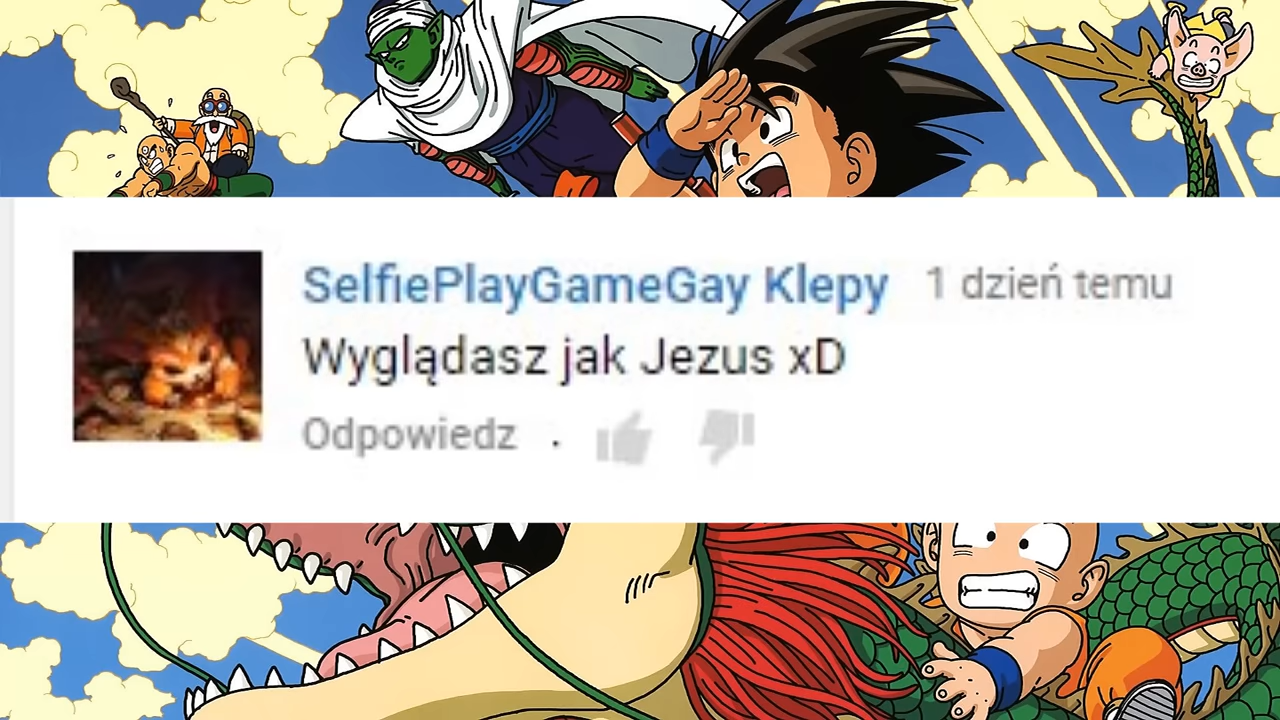 SelfiePlayGameGay Klepy 1 dzień temu
Wyglądasz jak Jezus xD
Odpowiedz .